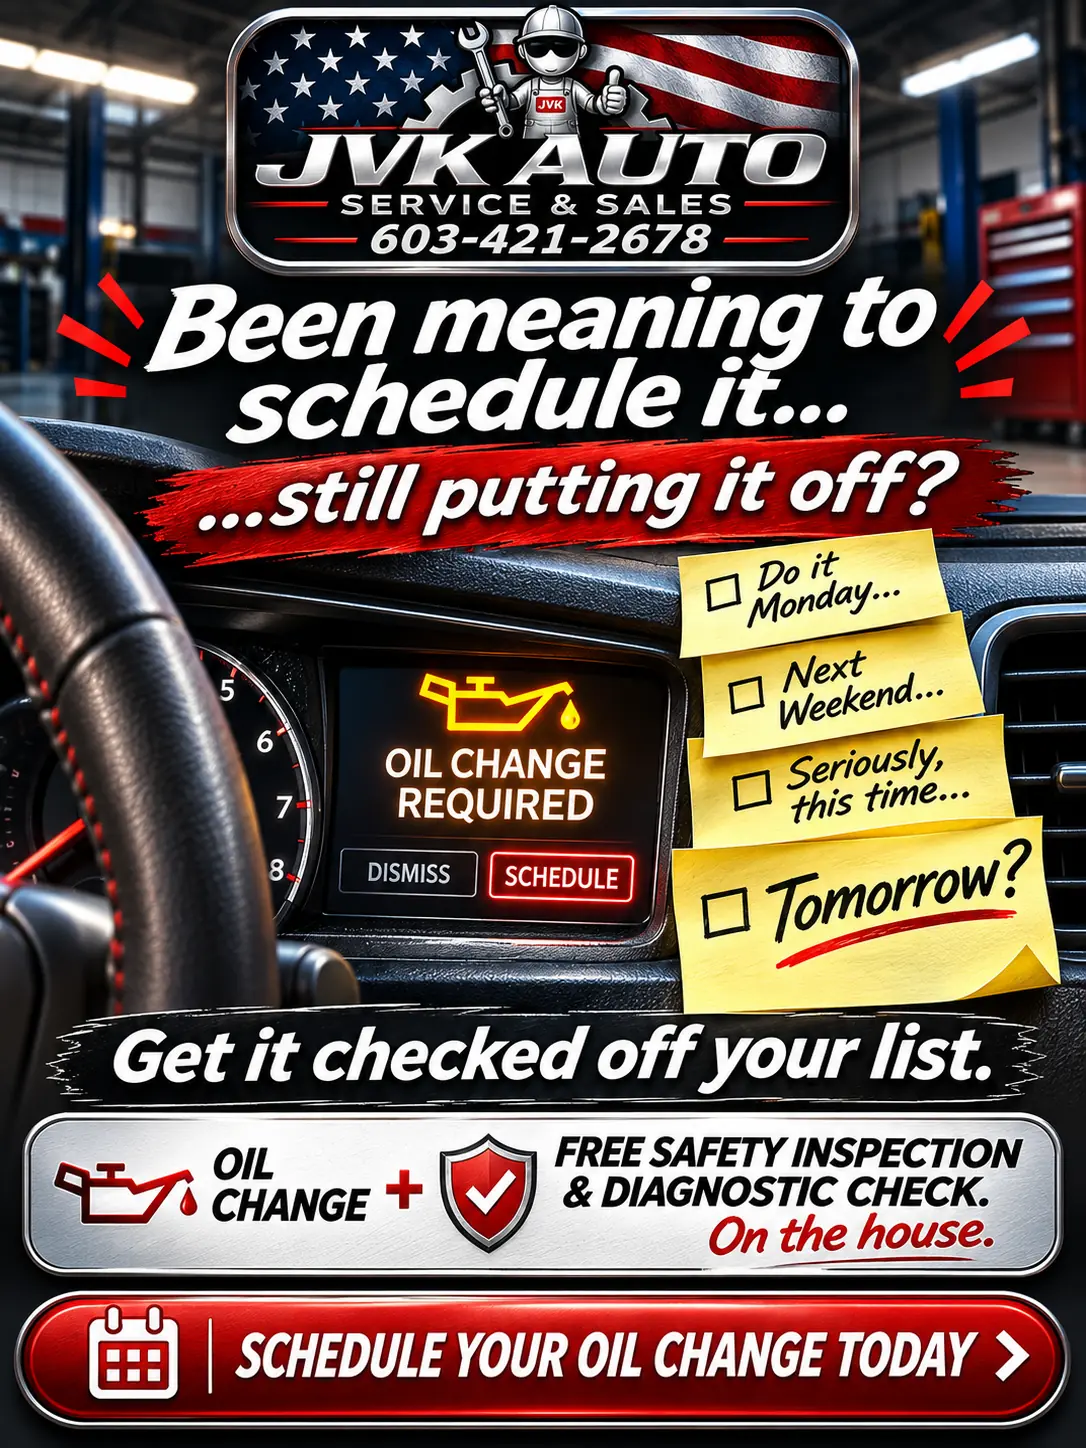 JVK
JVK AUTO
SERVICE & SALES
603-421-2678
Been meaning to
schedule it...
...still putting it off?
Do it
Monday...
Next
Weekend...
Seriously,
this time...
Tomorrow?
5
6
7
8
OIL CHANGE
REQUIRED
DISMISS
SCHEDULE
Get it checked off your list.
OIL
CHANGE
+
FREE SAFETY INSPECTION
& DIAGNOSTIC CHECK.
On the house.
SCHEDULE YOUR OIL CHANGE TODAY